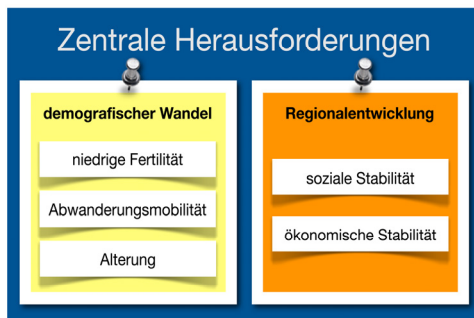 Zentrale Herausforderungen
demografischer Wandel
niedrige Fertilität
Abwanderungsmobilität
Alterung
Regionalentwicklung
soziale Stabilität
ökonomische Stabilität